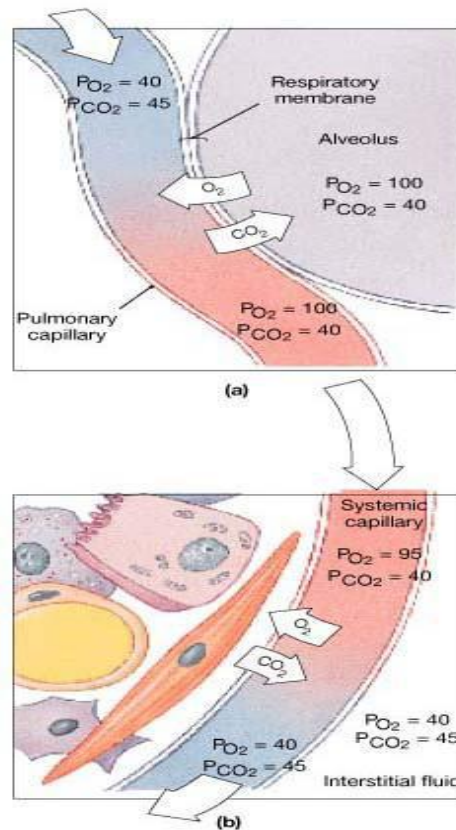 PO2 = 40
PCO2 = 45
Respiratory
membrane
Alveolus
PO2 = 100
PCO2 = 40
O2
CO2
Pulmonary
capillary
PO2 = 100
PCO2 = 40
(a)
Systemic
capillary
PO2 = 95
PCO2 = 40
O2
CO2
PO2 = 40
PCO2 = 45
PO2 = 40
PCO2 = 45
Interstitial fluid
(b)